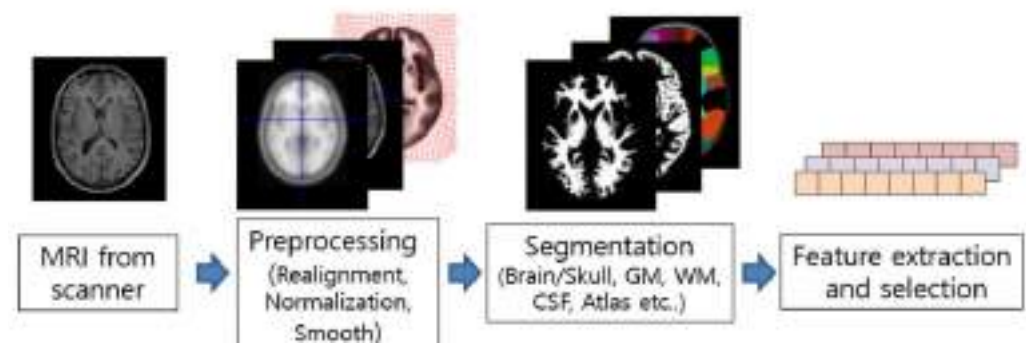 MRI from
scanner
Preprocessing
(Realignment,
Normalization,
Smooth)
Segmentation
(Brain/Skull, GM, WM,
CSF, Atlas etc..)
Feature extraction
and selection